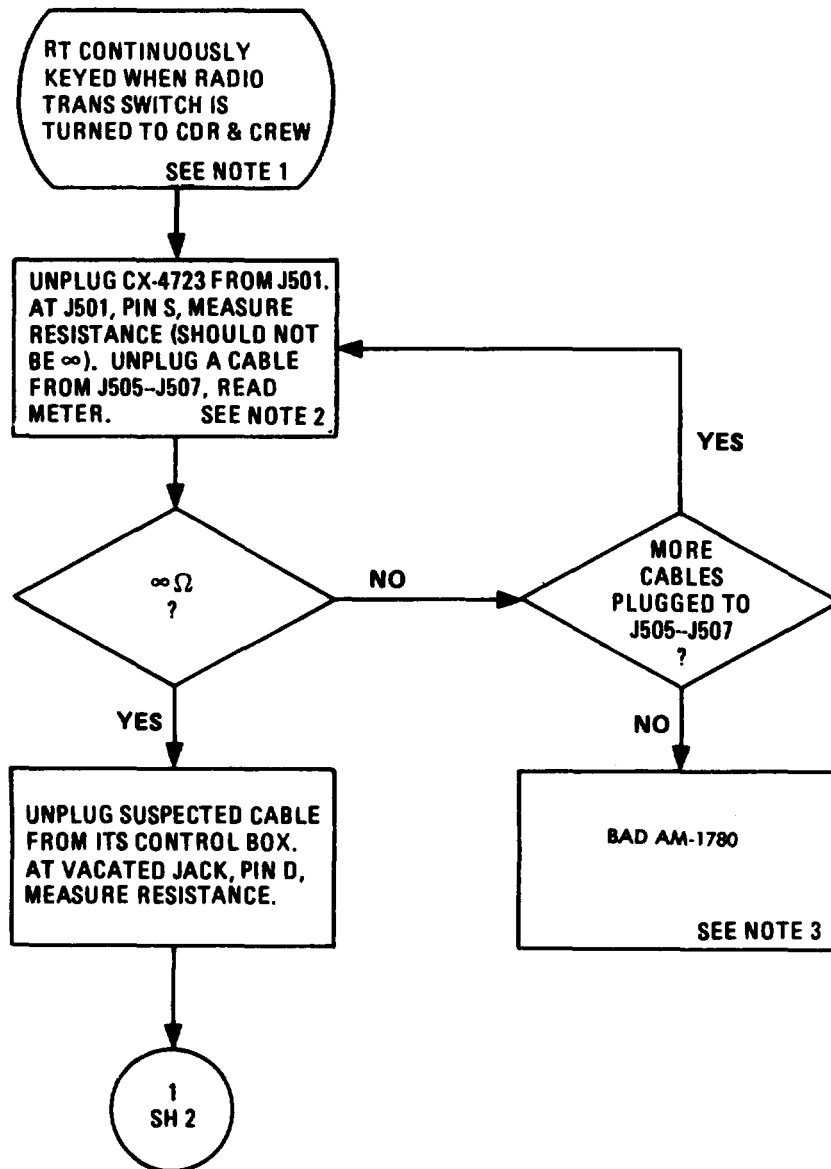 RT CONTINUOUSLY
KEYED WHEN RADIO
TRANS SWITCH IS
TURNED TO CDR & CREW
SEE NOTE 1
UNPLUG CX-4723 FROM J501.
AT J501, PIN S, MEASURE
RESISTANCE (SHOULD NOT
BE ∞). UNPLUG A CABLE
FROM J505--J507, READ
METER. SEE NOTE 2
∞ Ω
?
NO
MORE
CABLES
PLUGGED TO
J505--J507
?
YES
YES
NO
UNPLUG SUSPECTED CABLE
FROM ITS CONTROL BOX.
AT VACATED JACK, PIN D,
MEASURE RESISTANCE.
BAD AM-1780
SEE NOTE 3
1
SH 2